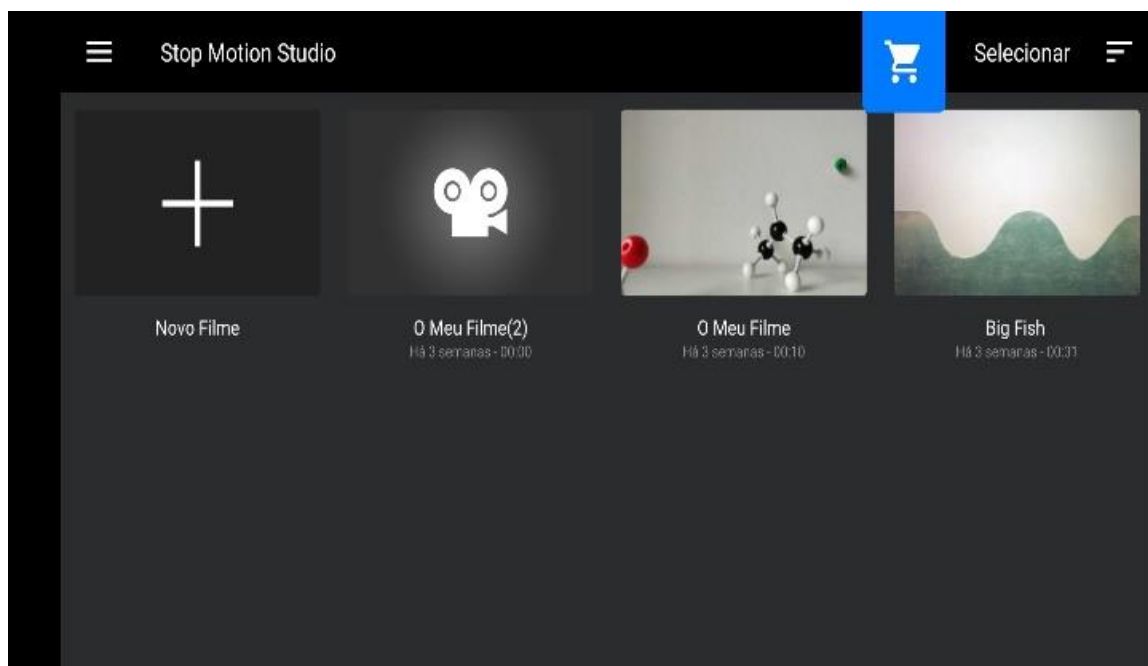 Stop Motion Studio
Selecionar
Novo Filme
O Meu Filme(2)
Há 3 semanas - 00:00
O Meu Filme
Há 3 semanas - 00:10
Big Fish
Há 3 semanas - 00:31